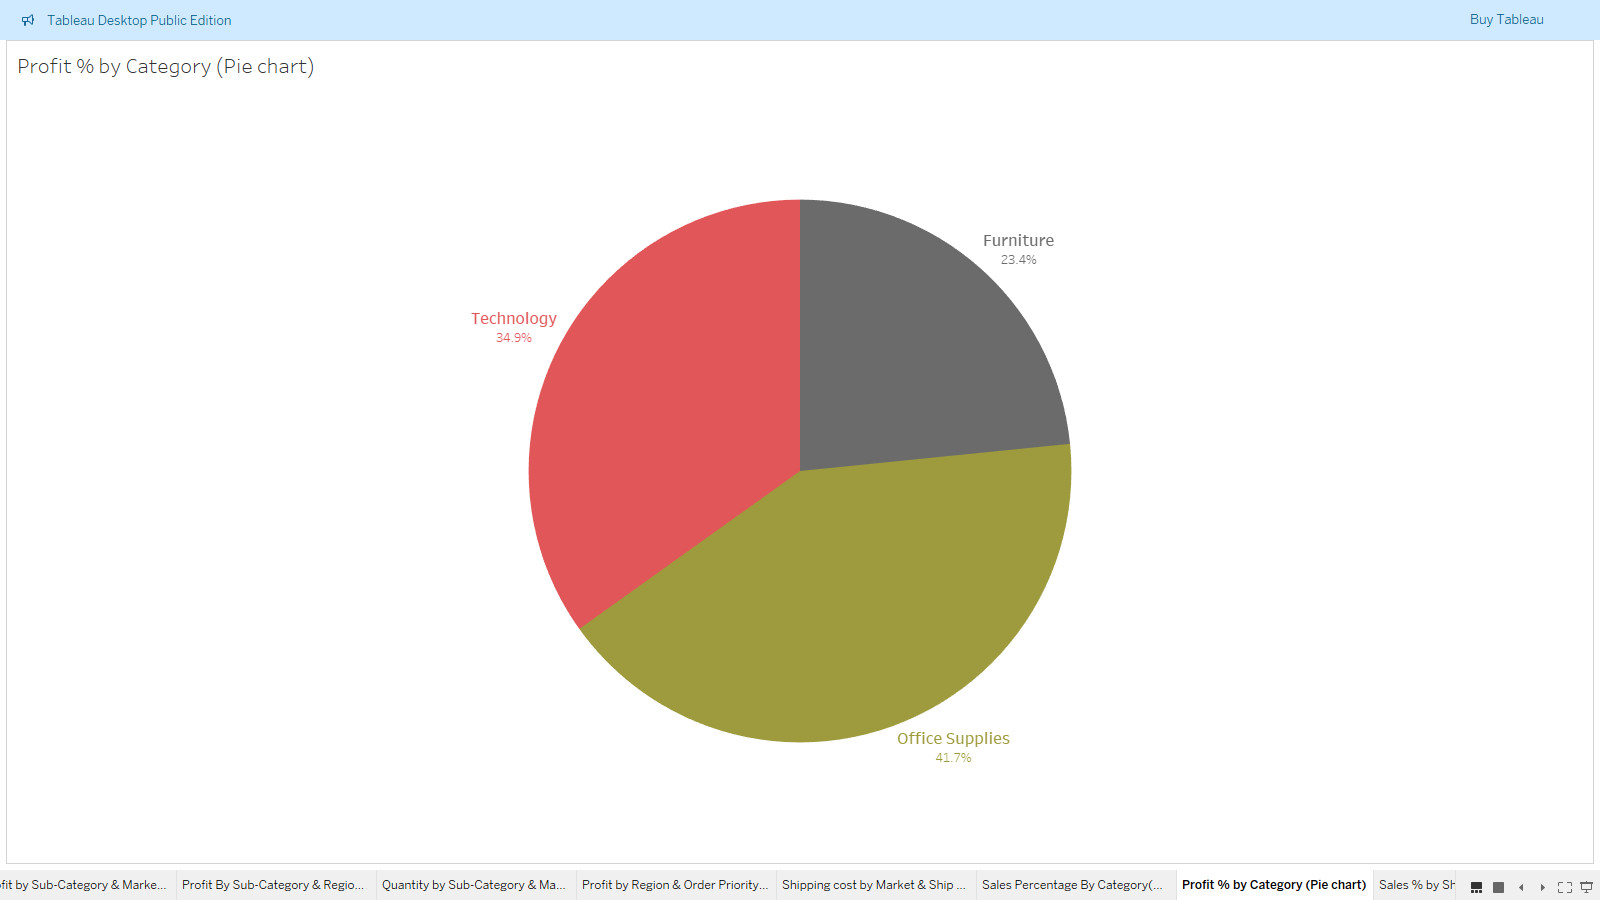 Tableau Desktop Public Edition
Buy Tableau
Profit % by Category (Pie chart)
Furniture
23.4%
Technology
34.9%
Office Supplies
41.7%
fit by Sub-Category & Marke...
Profit By Sub-Category & Regio...
Quantity by Sub-Category & Ma...
Profit by Region & Order Priority...
Shipping cost by Market & Ship ...
Sales Percentage By Category(...
Profit % by Category (Pie chart)
Sales % by Sh